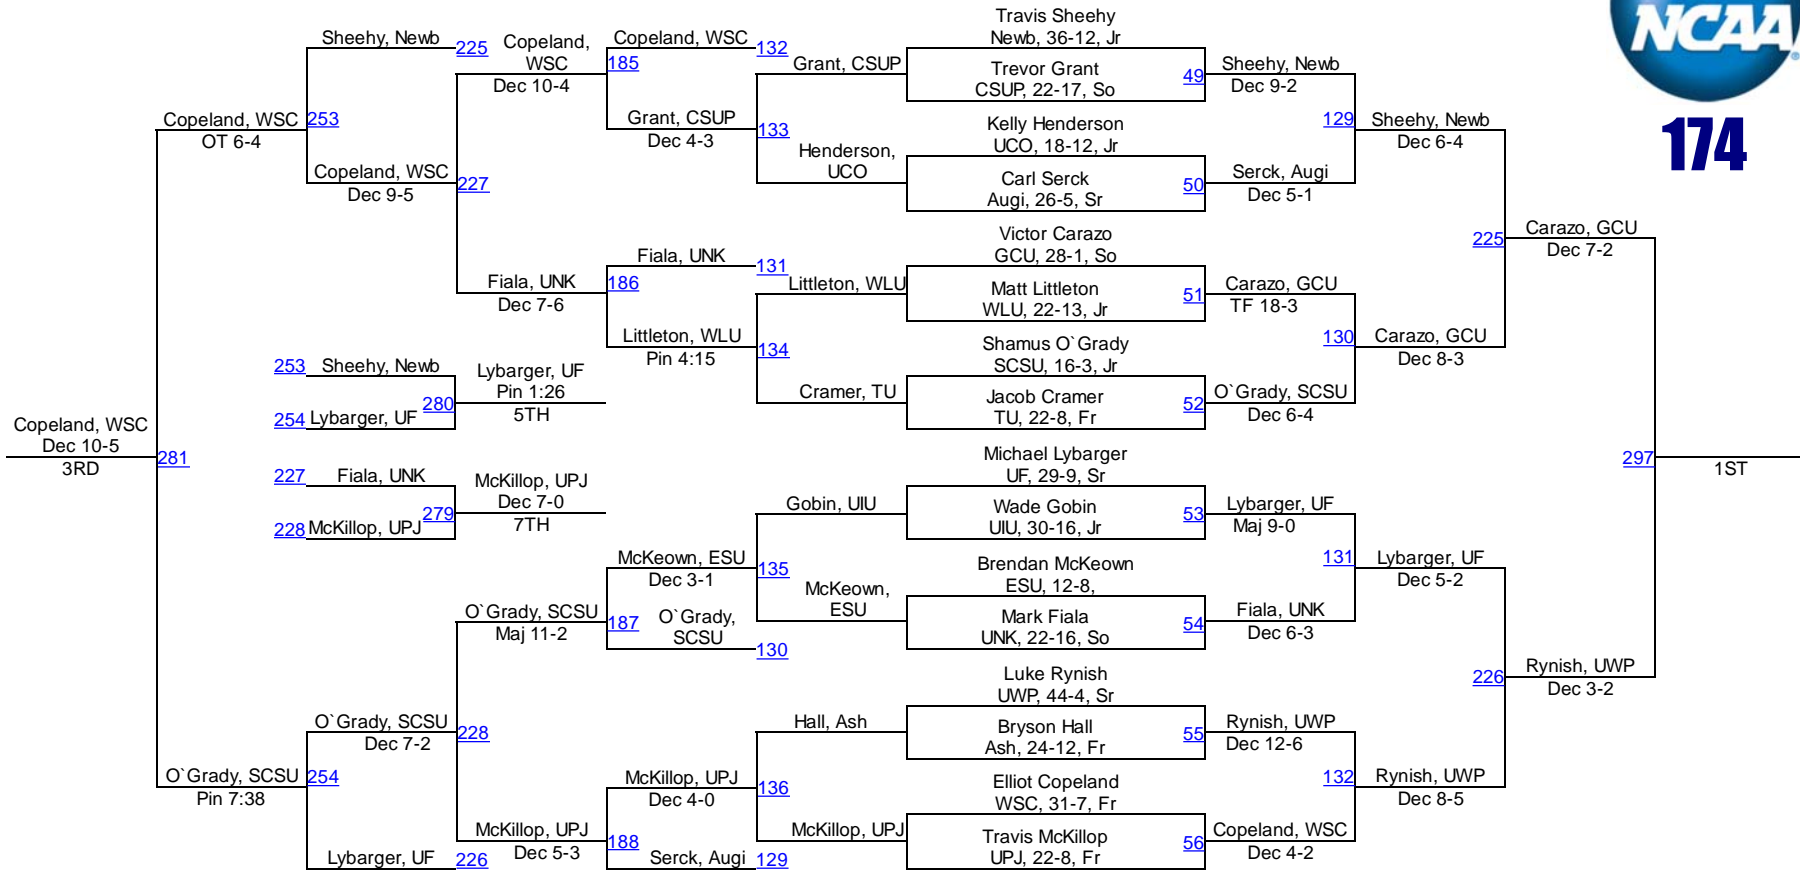 NCAA
174
Travis Sheehy
Newb, 36-12, Jr
Trevor Grant
CSUP, 22-17, So
49
Kelly Henderson
UCO, 18-12, Jr
Carl Serck
Augi, 26-5, Sr
50
Victor Carazo
GCU, 28-1, So
Matt Littleton
WLU, 22-13, Jr
51
Shamus O`Grady
SCSU, 16-3, Jr
Jacob Cramer
TU, 22-8, Fr
52
Michael Lybarger
UF, 29-9, Sr
Wade Gobin
UIU, 30-16, Jr
53
Brendan McKeown
ESU, 12-8,
Mark Fiala
UNK, 22-16, So
54
Luke Rynish
UWP, 44-4, Sr
Bryson Hall
Ash, 24-12, Fr
55
Elliot Copeland
WSC, 31-7, Fr
Travis McKillop
UPJ, 22-8, Fr
56
Sheehy, Newb
Dec 9-2
129
Serck, Augi
Dec 5-1
Carazo, GCU
TF 18-3
130
O`Grady, SCSU
Dec 6-4
Lybarger, UF
Maj 9-0
131
Fiala, UNK
Dec 6-3
Rynish, UWP
Dec 12-6
132
Copeland, WSC
Dec 4-2
Sheehy, Newb
Dec 6-4
225
Carazo, GCU
Dec 8-3
Lybarger, UF
Dec 5-2
226
Rynish, UWP
Dec 8-5
Carazo, GCU
Dec 7-2
297
Rynish, UWP
Dec 3-2
1ST
Grant, CSUP
133
Henderson,
UCO
Littleton, WLU
134
Cramer, TU
Gobin, UIU
135
McKeown,
ESU
Hall, Ash
136
McKillop, UPJ
Copeland, WSC
132
185
Grant, CSUP
Dec 4-3
Fiala, UNK
131
186
Littleton, WLU
Pin 4:15
McKeown, ESU
Dec 3-1
187
O`Grady,
SCSU
130
McKillop, UPJ
Dec 4-0
188
Serck, Augi
129
Copeland,
WSC
Dec 10-4
227
Fiala, UNK
Dec 7-6
O`Grady, SCSU
Maj 11-2
228
McKillop, UPJ
Dec 5-3
Sheehy, Newb
225
253
Copeland, WSC
Dec 9-5
O`Grady, SCSU
Dec 7-2
254
Lybarger, UF
226
Copeland, WSC
OT 6-4
281
O`Grady, SCSU
Pin 7:38
Copeland, WSC
Dec 10-5
3RD
253
Sheehy, Newb
280
254
Lybarger, UF
Lybarger, UF
Pin 1:26
5TH
227
Fiala, UNK
279
228
McKillop, UPJ
McKillop, UPJ
Dec 7-0
7TH